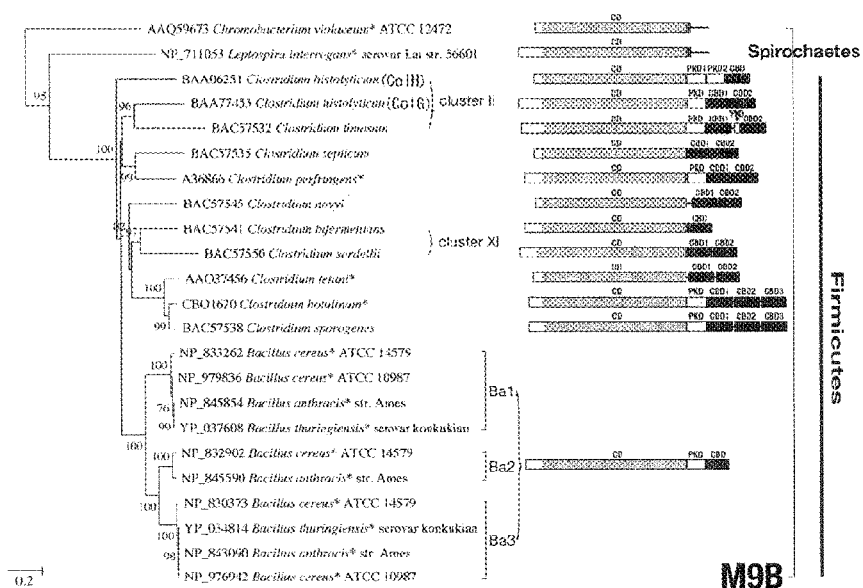 AAQ59673 Chromobacterium violaceum* ATCC 12472 CD
NP_711053 Leptospira interrogans* serovar Lai str. 56601 CD Spirochaetes
BAA06251 Clostridium histolyticum (ColH) CD PKD1 PKD2 CBD
96 BAA77453 Clostridium histolyticum (ColG) cluster II CD PKD CBD1 CBD2
95
BAC57532 Clostridium limosum CD PKD CBD1 CBD2
100 BAC57535 Clostridium septicum CD CBD1 CBD2
99 A36866 Clostridium perfringens* CD PKD CBD1 CBD2
BAC57545 Clostridium novyi CD CBD1 CBD2
BAC57541 Clostridium bifermentans CD CBD
cluster XI
BAC57550 Clostridium sordellii CD CBD1 CBD2
AAO37456 Clostridium tetani* CD CBD1 CBD2
100 CBO1670 Clostridium botulinum* CD PKD CBD1 CBD2 CBD3
99 BAC57538 Clostridium sporogenes CD PKD CBD1 CBD2 CBD3
Firmicutes
NP_833262 Bacillus cereus* ATCC 14579
100
NP_979836 Bacillus cereus* ATCC 10987
Ba1
76 NP_845854 Bacillus anthracis* str. Ames
99 YP_037608 Bacillus thuringiensis* serovar konkukian
100 NP_832902 Bacillus cereus* ATCC 14579
100 Ba2 CD PKD CBD
NP_845590 Bacillus anthracis* str. Ames
100 NP_830373 Bacillus cereus* ATCC 14579
YP_034814 Bacillus thuringiensis* serovar konkukian
100 Ba3
98 NP_843090 Bacillus anthracis* str. Ames
NP_976942 Bacillus cereus* ATCC 10987
0.2 M9B